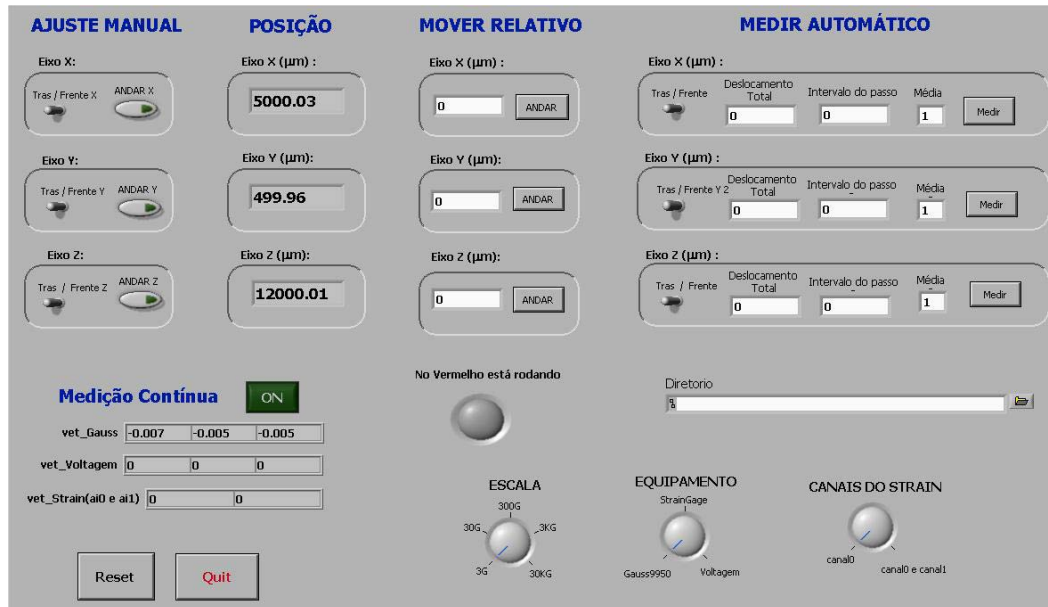 AJUSTE MANUAL
Eixo X:
Tras / Frente X
ANDAR X
Eixo Y:
Tras / Frente Y
ANDAR Y
Eixo Z:
Tras / Frente Z
ANDAR Z
POSIÇÃO
Eixo X (µm) :
5000.03
Eixo Y (µm):
499.96
Eixo Z (µm):
12000.01
MOVER RELATIVO
Eixo X (µm) :
0
ANDAR
Eixo Y (µm):
0
ANDAR
Eixo Z (µm):
0
ANDAR
MEDIR AUTOMÁTICO
Eixo X (µm) :
Tras / Frente
Deslocamento
Total
0
Intervalo do passo
0
Média
1
Medir
Eixo Y (µm) :
Tras / Frente Y 2
Deslocamento
Total
0
Intervalo do passo
0
Média
1
Medir
Eixo Z (µm) :
Tras / Frente
Deslocamento
Total
0
Intervalo do passo
0
Média
1
Medir
Medição Contínua
ON
vet_Gauss -0.007 -0.005 -0.005
vet_Voltagem 0 0 0
vet_Strain(ai0 e ai1) 0 0
Reset
Quit
No Vermelho está rodando
Diretorio
ESCALA
300G
30G
3KG
3G
30KG
EQUIPAMENTO
StrainGage
Gauss9950
Voltagem
CANAIS DO STRAIN
canal0
canal0 e canal1